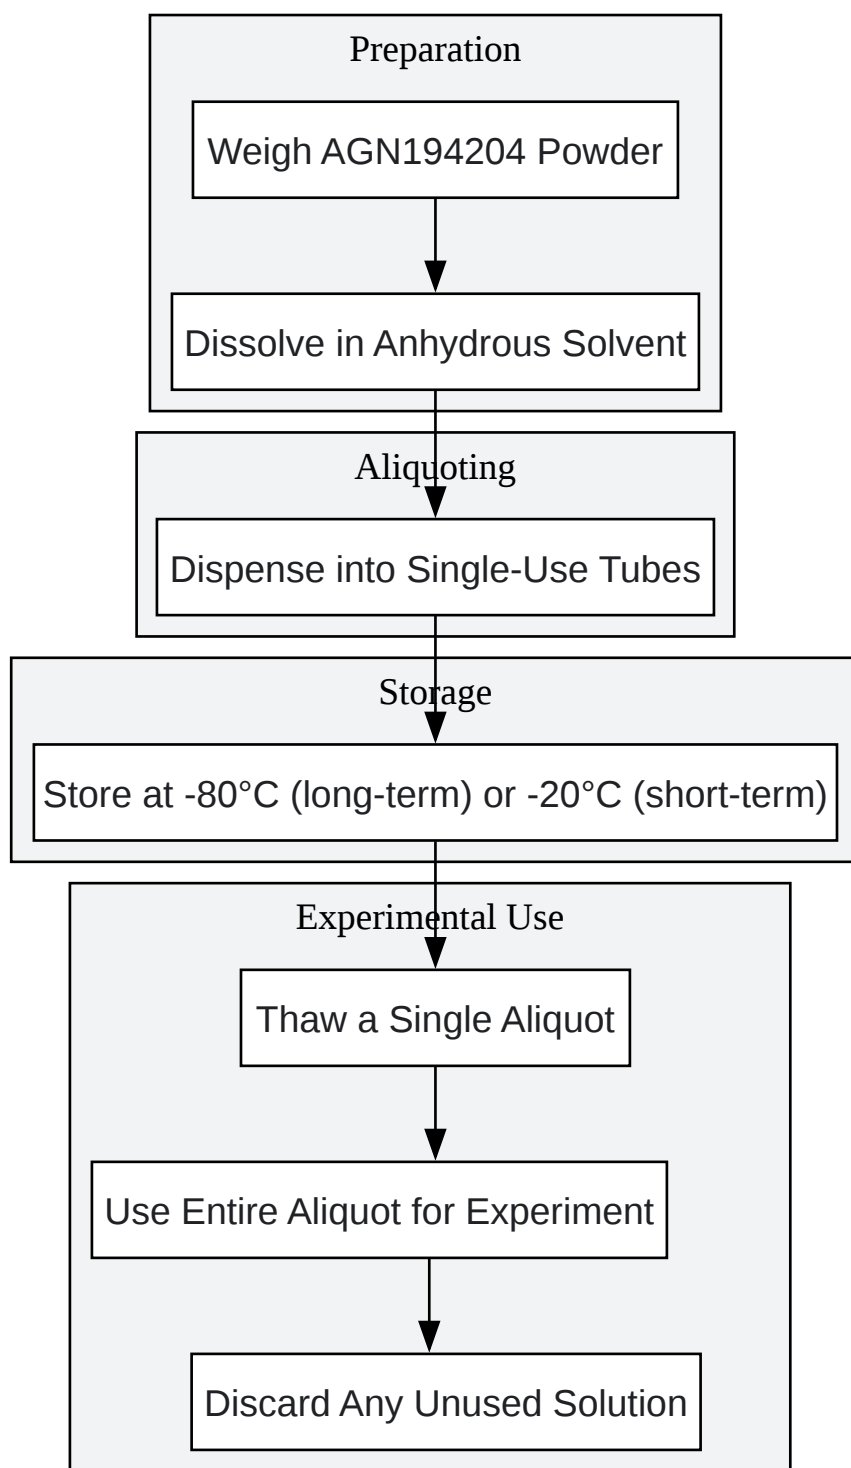 Preparation
Weigh AGN194204 Powder
Dissolve in Anhydrous Solvent
Aliquoting
Dispense into Single-Use Tubes
Storage
Store at -80°C (long-term) or -20°C (short-term)
Experimental Use
Thaw a Single Aliquot
Use Entire Aliquot for Experiment
Discard Any Unused Solution